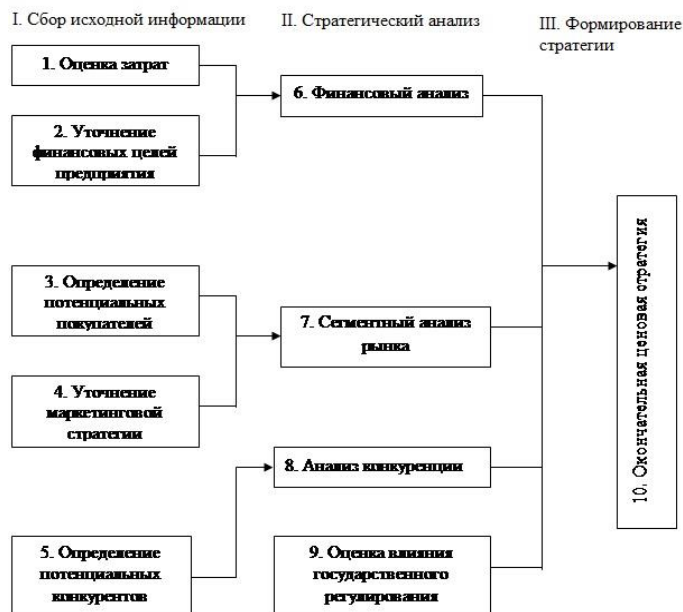 I. Сбор исходной информации
II. Стратегический анализ
III. Формирование
стратегии
1. Оценка затрат
2. Уточнение
финансовых целей
предприятия
3. Определение
потенциальных
покупателей
4. Уточнение
маркетинговой
стратегии
5. Определение
потенциальных
конкурентов
6. Финансовый анализ
7. Сегментный анализ
рынка
8. Анализ конкуренции
9. Оценка влияния
государственного
регулирования
10. Окончательная ценовая стратегия